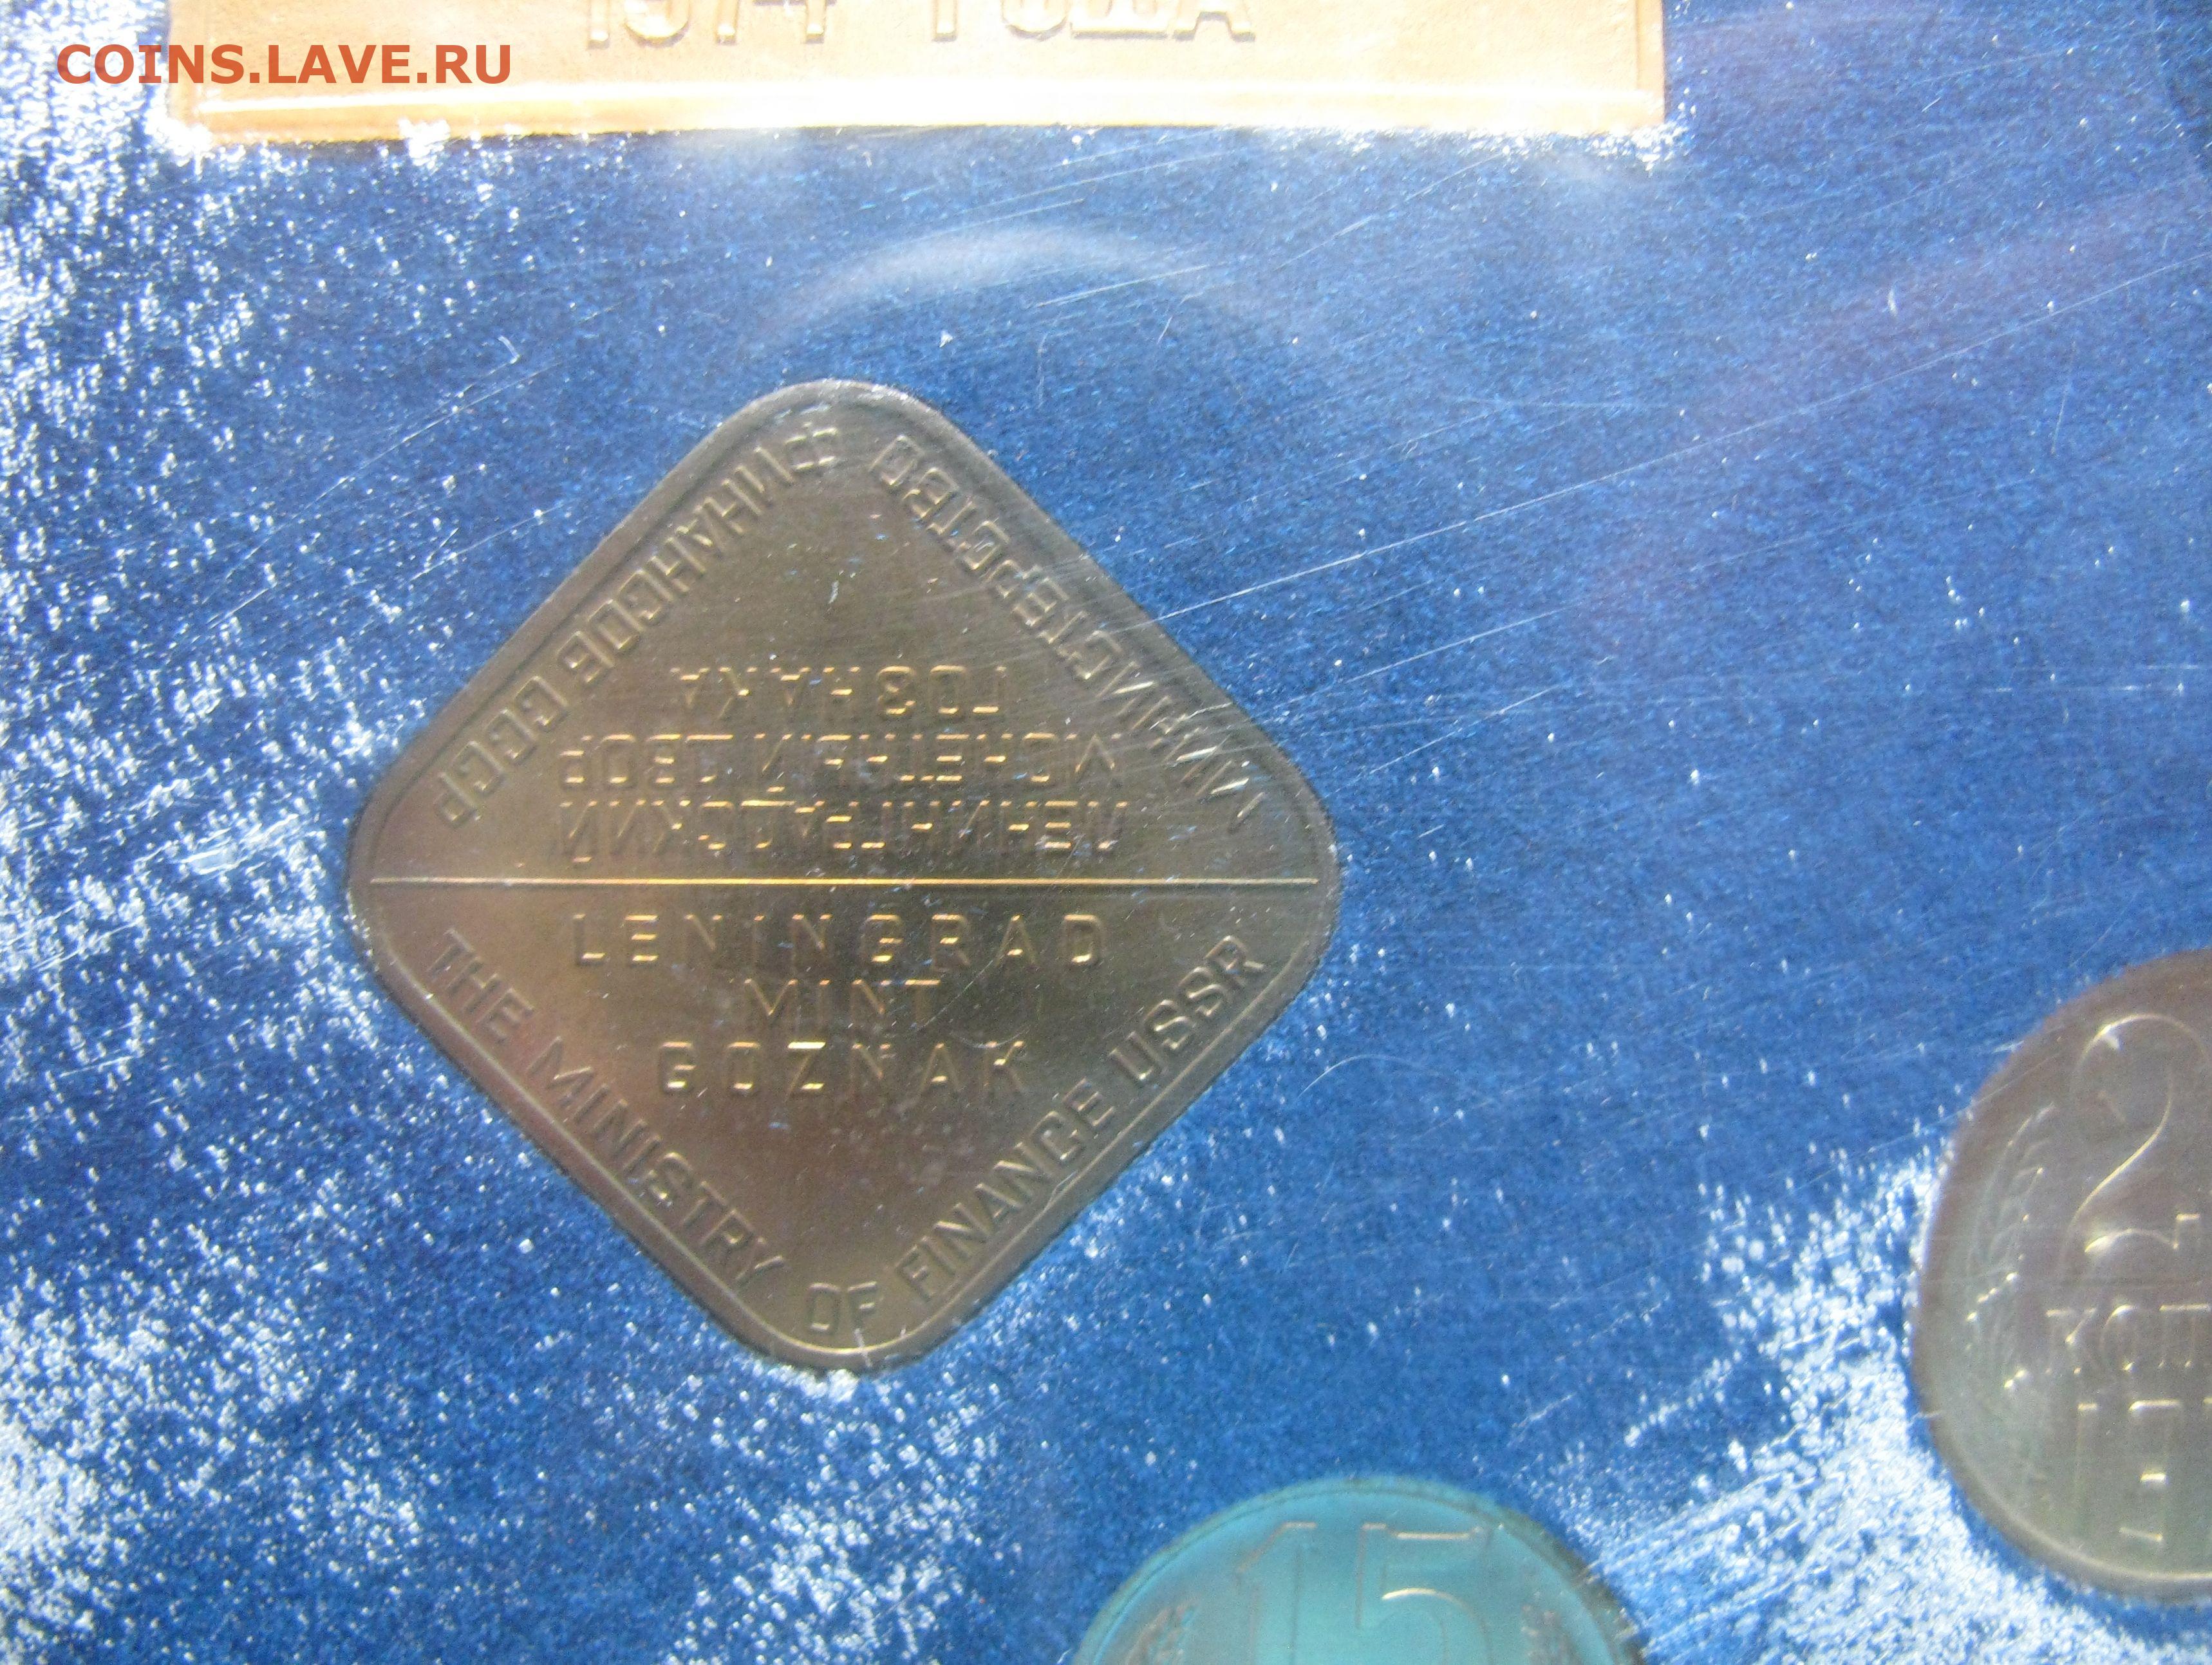 COINS.LAVE.RU
1974 ГОДА
МИНИСТЕРСТВО ФИНАНСОВ СССР
ЛЕНИНГРАДСКИЙ
МОНЕТНЫЙ ДВОР
ГОЗНАКА
LENINGRAD
MINT
GOZNAK
THE MINISTRY OF FINANCE USSR
2
КОП
15